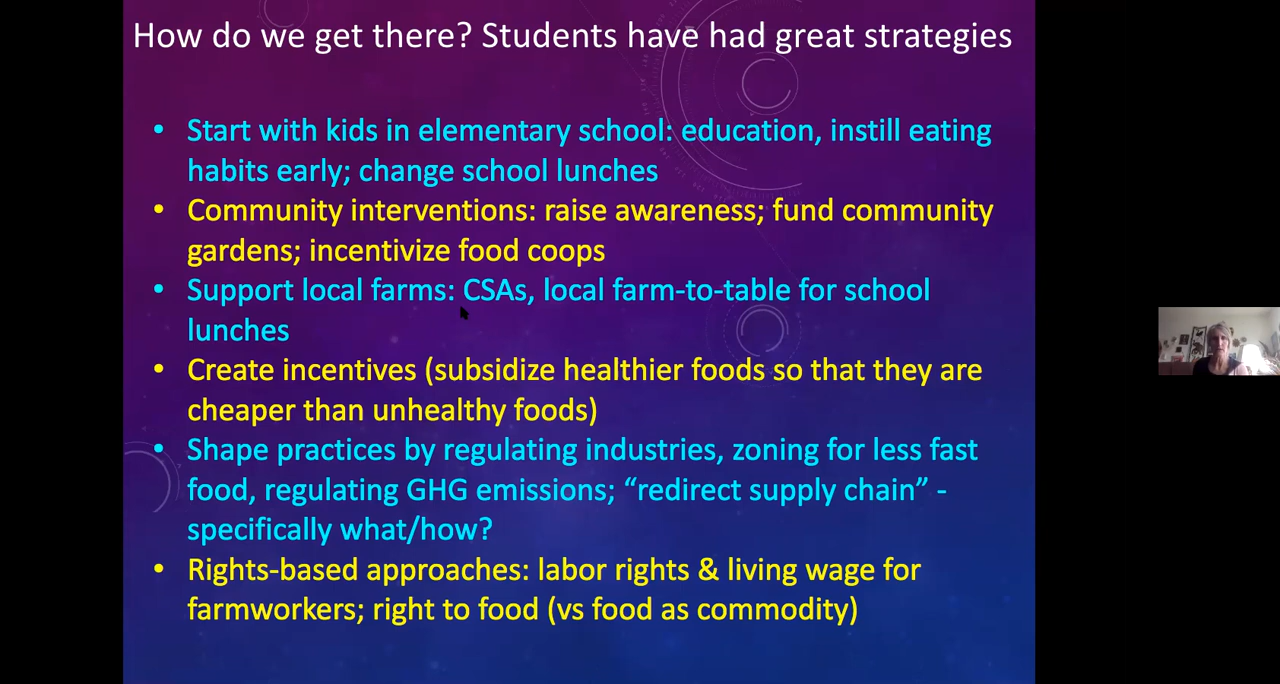 How do we get there? Students have had great strategies
• Start with kids in elementary school: education, instill eating
habits early; change school lunches
• Community interventions: raise awareness; fund community
gardens; incentivize food coops
• Support local farms: CSAs, local farm-to-table for school
lunches
• Create incentives (subsidize healthier foods so that they are
cheaper than unhealthy foods)
• Shape practices by regulating industries, zoning for less fast
food, regulating GHG emissions; “redirect supply chain” -
specifically what/how?
• Rights-based approaches: labor rights & living wage for
farmworkers; right to food (vs food as commodity)